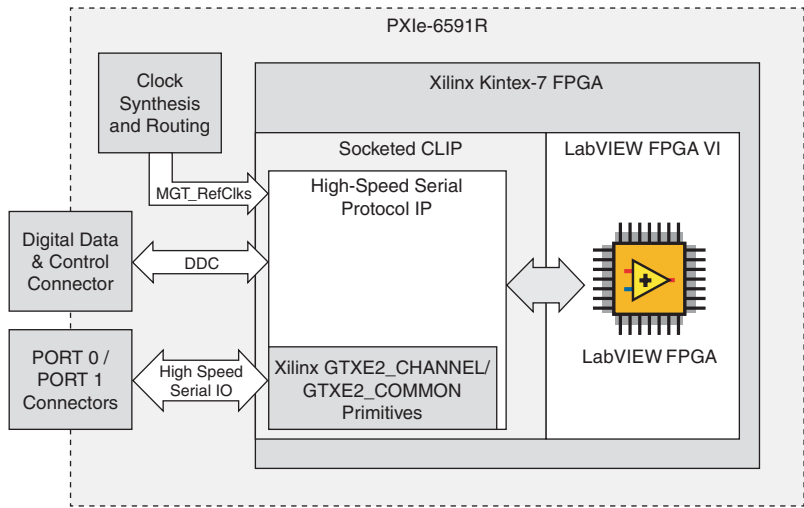 PXIe-6591R
Clock
Synthesis
and Routing
Xilinx Kintex-7 FPGA
Socketed CLIP
LabVIEW FPGA VI
MGT_RefClks
High-Speed Serial
Protocol IP
Digital Data
& Control
Connector
DDC
LabVIEW FPGA
PORT 0 /
PORT 1
Connectors
High Speed
Serial IO
Xilinx GTXE2_CHANNEL/
GTXE2_COMMON
Primitives